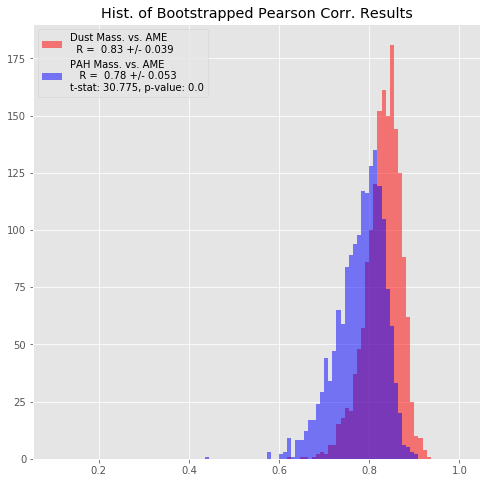 Hist. of Bootstrapped Pearson Corr. Results
Dust Mass. vs. AME
R = 0.83 +/- 0.039
PAH Mass. vs. AME
R = 0.78 +/- 0.053
t-stat: 30.775, p-value: 0.0
175
150
125
100
75
50
25
0
0.2 0.4 0.6 0.8 1.0